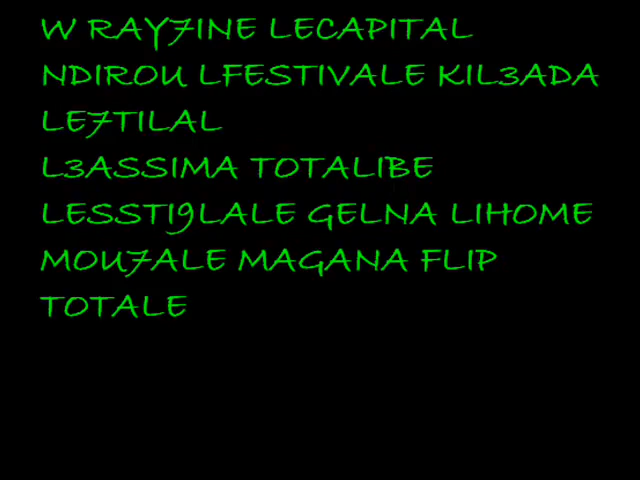 W RAY7INE LECAPITAL
NDIROU LFESTIVALE KIL3ADA
LE7TILAL
L3ASSIMA TOTALIBE
LESSTI9LALE GELNA LIHOME
MOU7ALE MAGANA FLIP
TOTALE